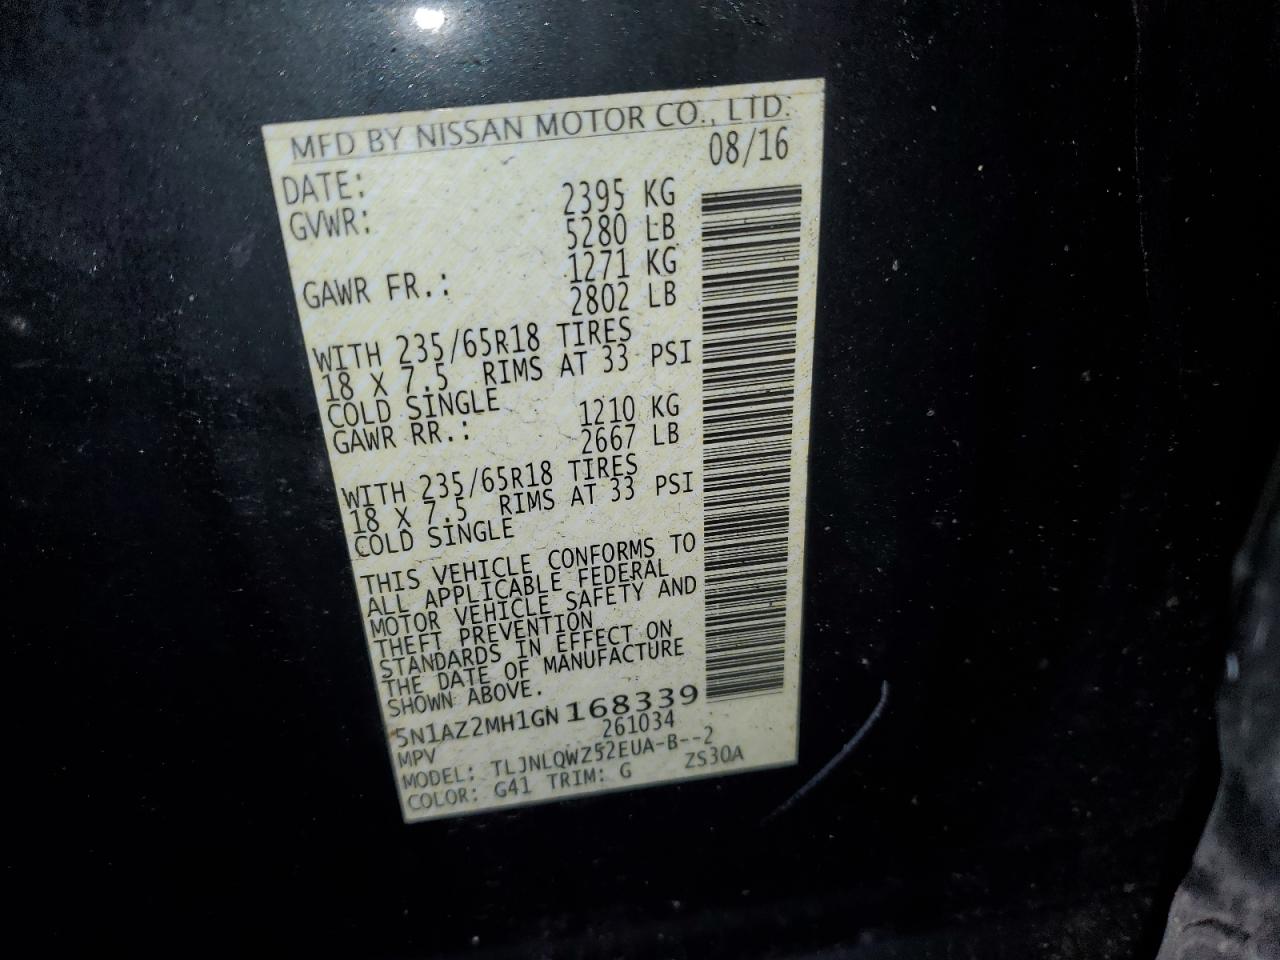 MFD BY NISSAN MOTOR CO., LTD.
DATE: 08/16
GVWR: 2395 KG
5280 LB
GAWR FR.: 1271 KG
2802 LB
WITH 235/65R18 TIRES
18 X 7.5 RIMS AT 33 PSI
COLD SINGLE
GAWR RR.: 1210 KG
2667 LB
WITH 235/65R18 TIRES
18 X 7.5 RIMS AT 33 PSI
COLD SINGLE
THIS VEHICLE CONFORMS TO
ALL APPLICABLE FEDERAL
MOTOR VEHICLE SAFETY AND
THEFT PREVENTION
STANDARDS IN EFFECT ON
THE DATE OF MANUFACTURE
SHOWN ABOVE.
5N1AZ2MH1GN168339
MPV 261034
MODEL: TLJNLQWZ52EUA-B--2
COLOR: G41 TRIM: G ZS30A